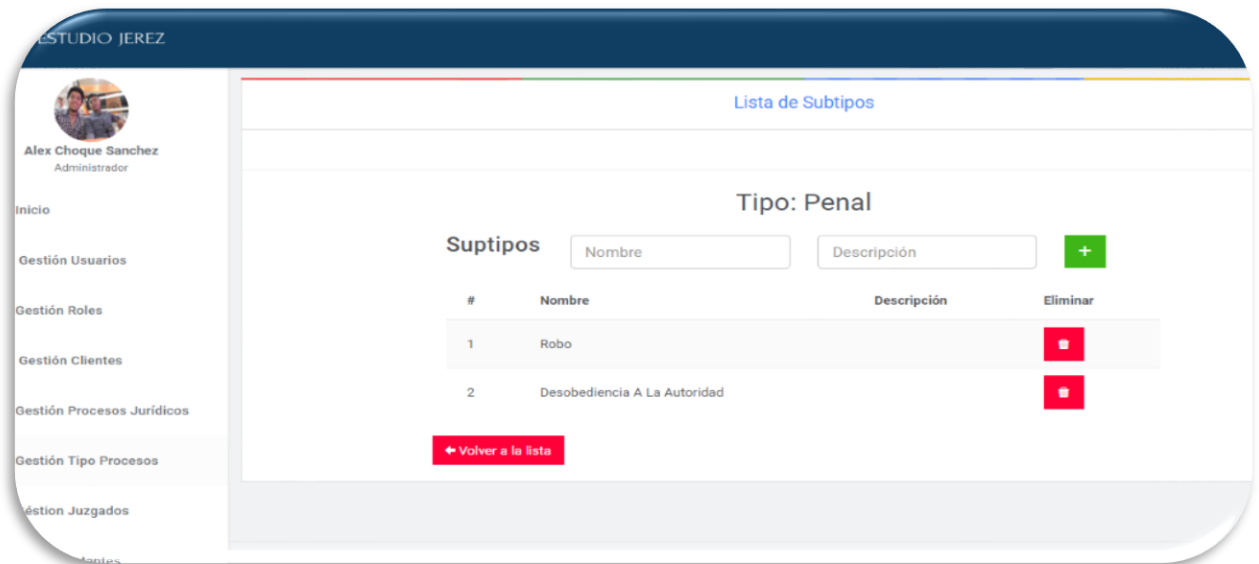 ESTUDIO JEREZ
Alex Choque Sanchez
Administrador
Inicio
Gestión Usuarios
Gestión Roles
Gestión Clientes
Gestión Procesos Jurídicos
Gestión Tipo Procesos
Géstion Juzgados
Lista de Subtipos
Tipo: Penal
Suptipos Nombre Descripción +
# Nombre Descripción Eliminar
1 Robo
2 Desobediencia A La Autoridad
Volver a la lista